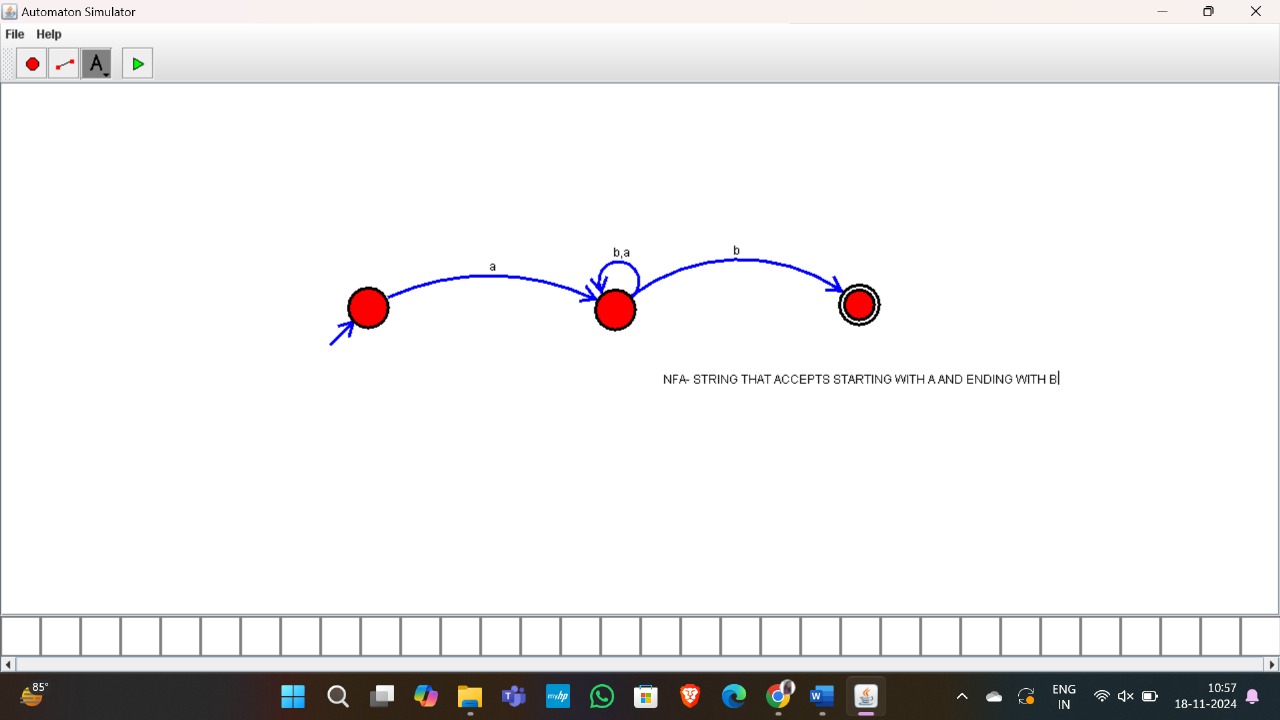 Automaton Simulator
File Help
A
b,a
b
a
NFA- STRING THAT ACCEPTS STARTING WITH A AND ENDING WITH B
85°
myhp
ENG
IN
10:57
18-11-2024